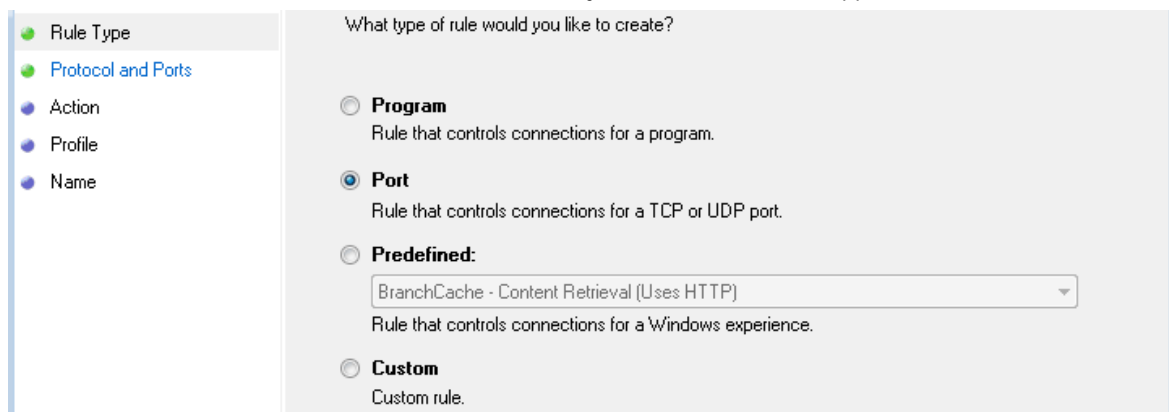 Rule Type
Protocol and Ports
Action
Profile
Name
What type of rule would you like to create?
Program
Rule that controls connections for a program.
Port
Rule that controls connections for a TCP or UDP port.
Predefined:
BranchCache - Content Retrieval (Uses HTTP)
Rule that controls connections for a Windows experience.
Custom
Custom rule.